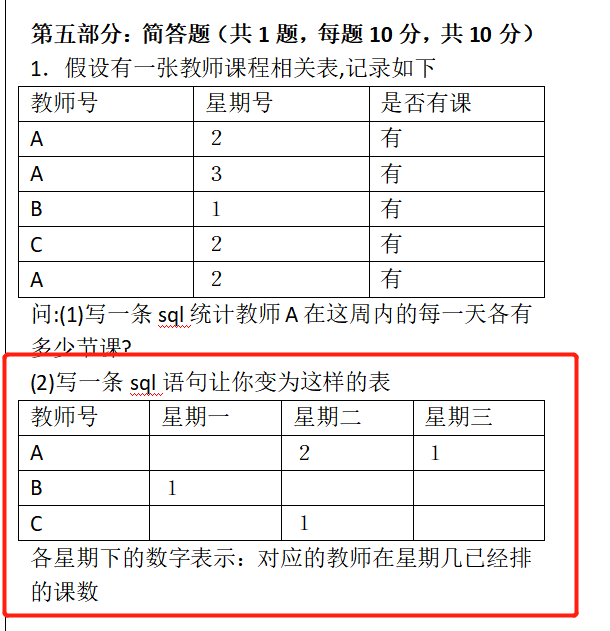 第五部分：简答题（共 1 题，每题 10 分，共 10 分）
1．假设有一张教师课程相关表,记录如下
教师号 星期号 是否有课
A 2 有
A 3 有
B 1 有
C 2 有
A 2 有
问:(1)写一条 sql 统计教师 A 在这周内的每一天各有
多少节课?
(2)写一条 sql 语句让你变为这样的表
教师号 星期一 星期二 星期三
A 2 1
B 1
C 1
各星期下的数字表示：对应的教师在星期几已经排
的课数